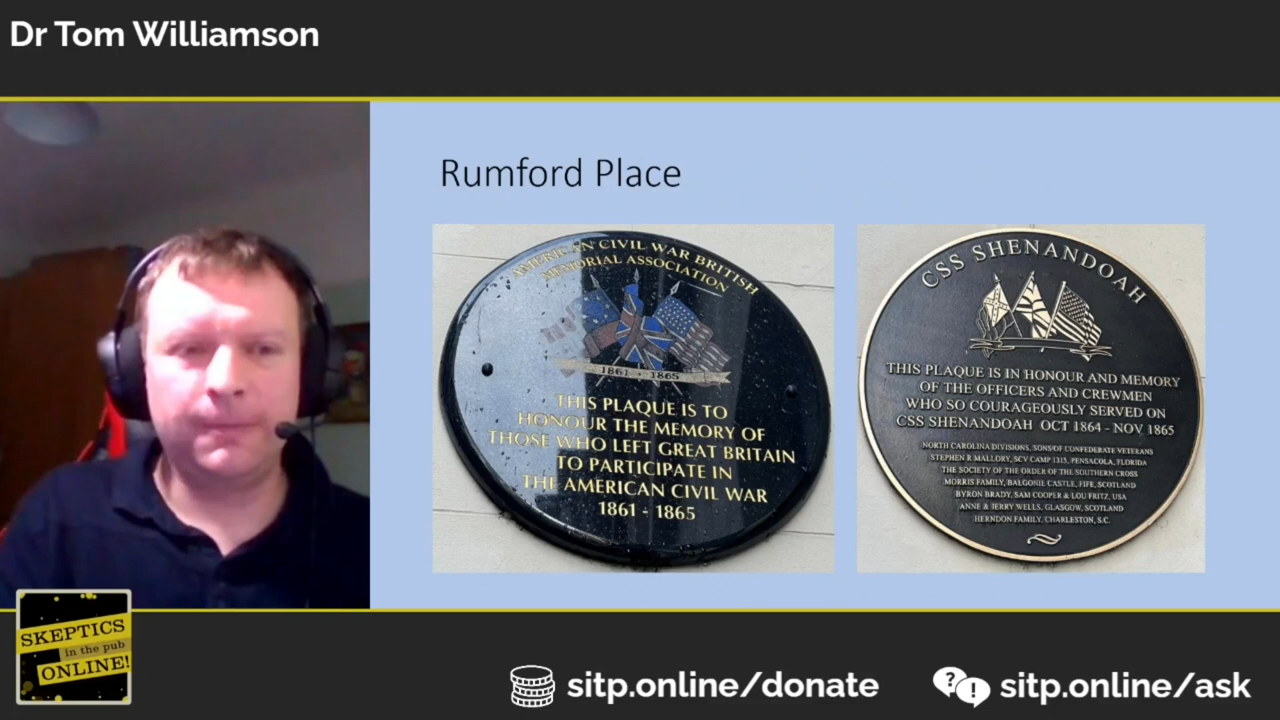 Dr Tom Williamson
Rumford Place
AMERICAN CIVIL WAR BRITISH
MEMORIAL ASSOCIATION
1861 - 1865
THIS PLAQUE IS TO
HONOUR THE MEMORY OF
THOSE WHO LEFT GREAT BRITAIN
TO PARTICIPATE IN
THE AMERICAN CIVIL WAR
1861 - 1865
CSS SHENANDOAH
THIS PLAQUE IS IN HONOUR AND MEMORY
OF THE OFFICERS AND CREWMEN
WHO SO COURAGEOUSLY SERVED ON
CSS SHENANDOAH OCT 1864 - NOV 1865
NORTH CAROLINA DIVISIONS, SONS OF CONFEDERATE VETERANS
STEPHEN R MALLORY, SCV CAMP 1315, PENSACOLA, FLORIDA
THE SOCIETY OF THE ORDER OF THE SOUTHERN CROSS
MORRIS FAMILY, BALGONIE CASTLE, FIFE, SCOTLAND
BYRON BRADY, SAM COOPER & LOU FRITZ, USA
ANNE & JERRY WELLS, GLASGOW, SCOTLAND
HERNDON FAMILY, CHARLESTON, S.C.
SKEPTICS
in the pub
ONLINE!
sitp.online/donate
sitp.online/ask